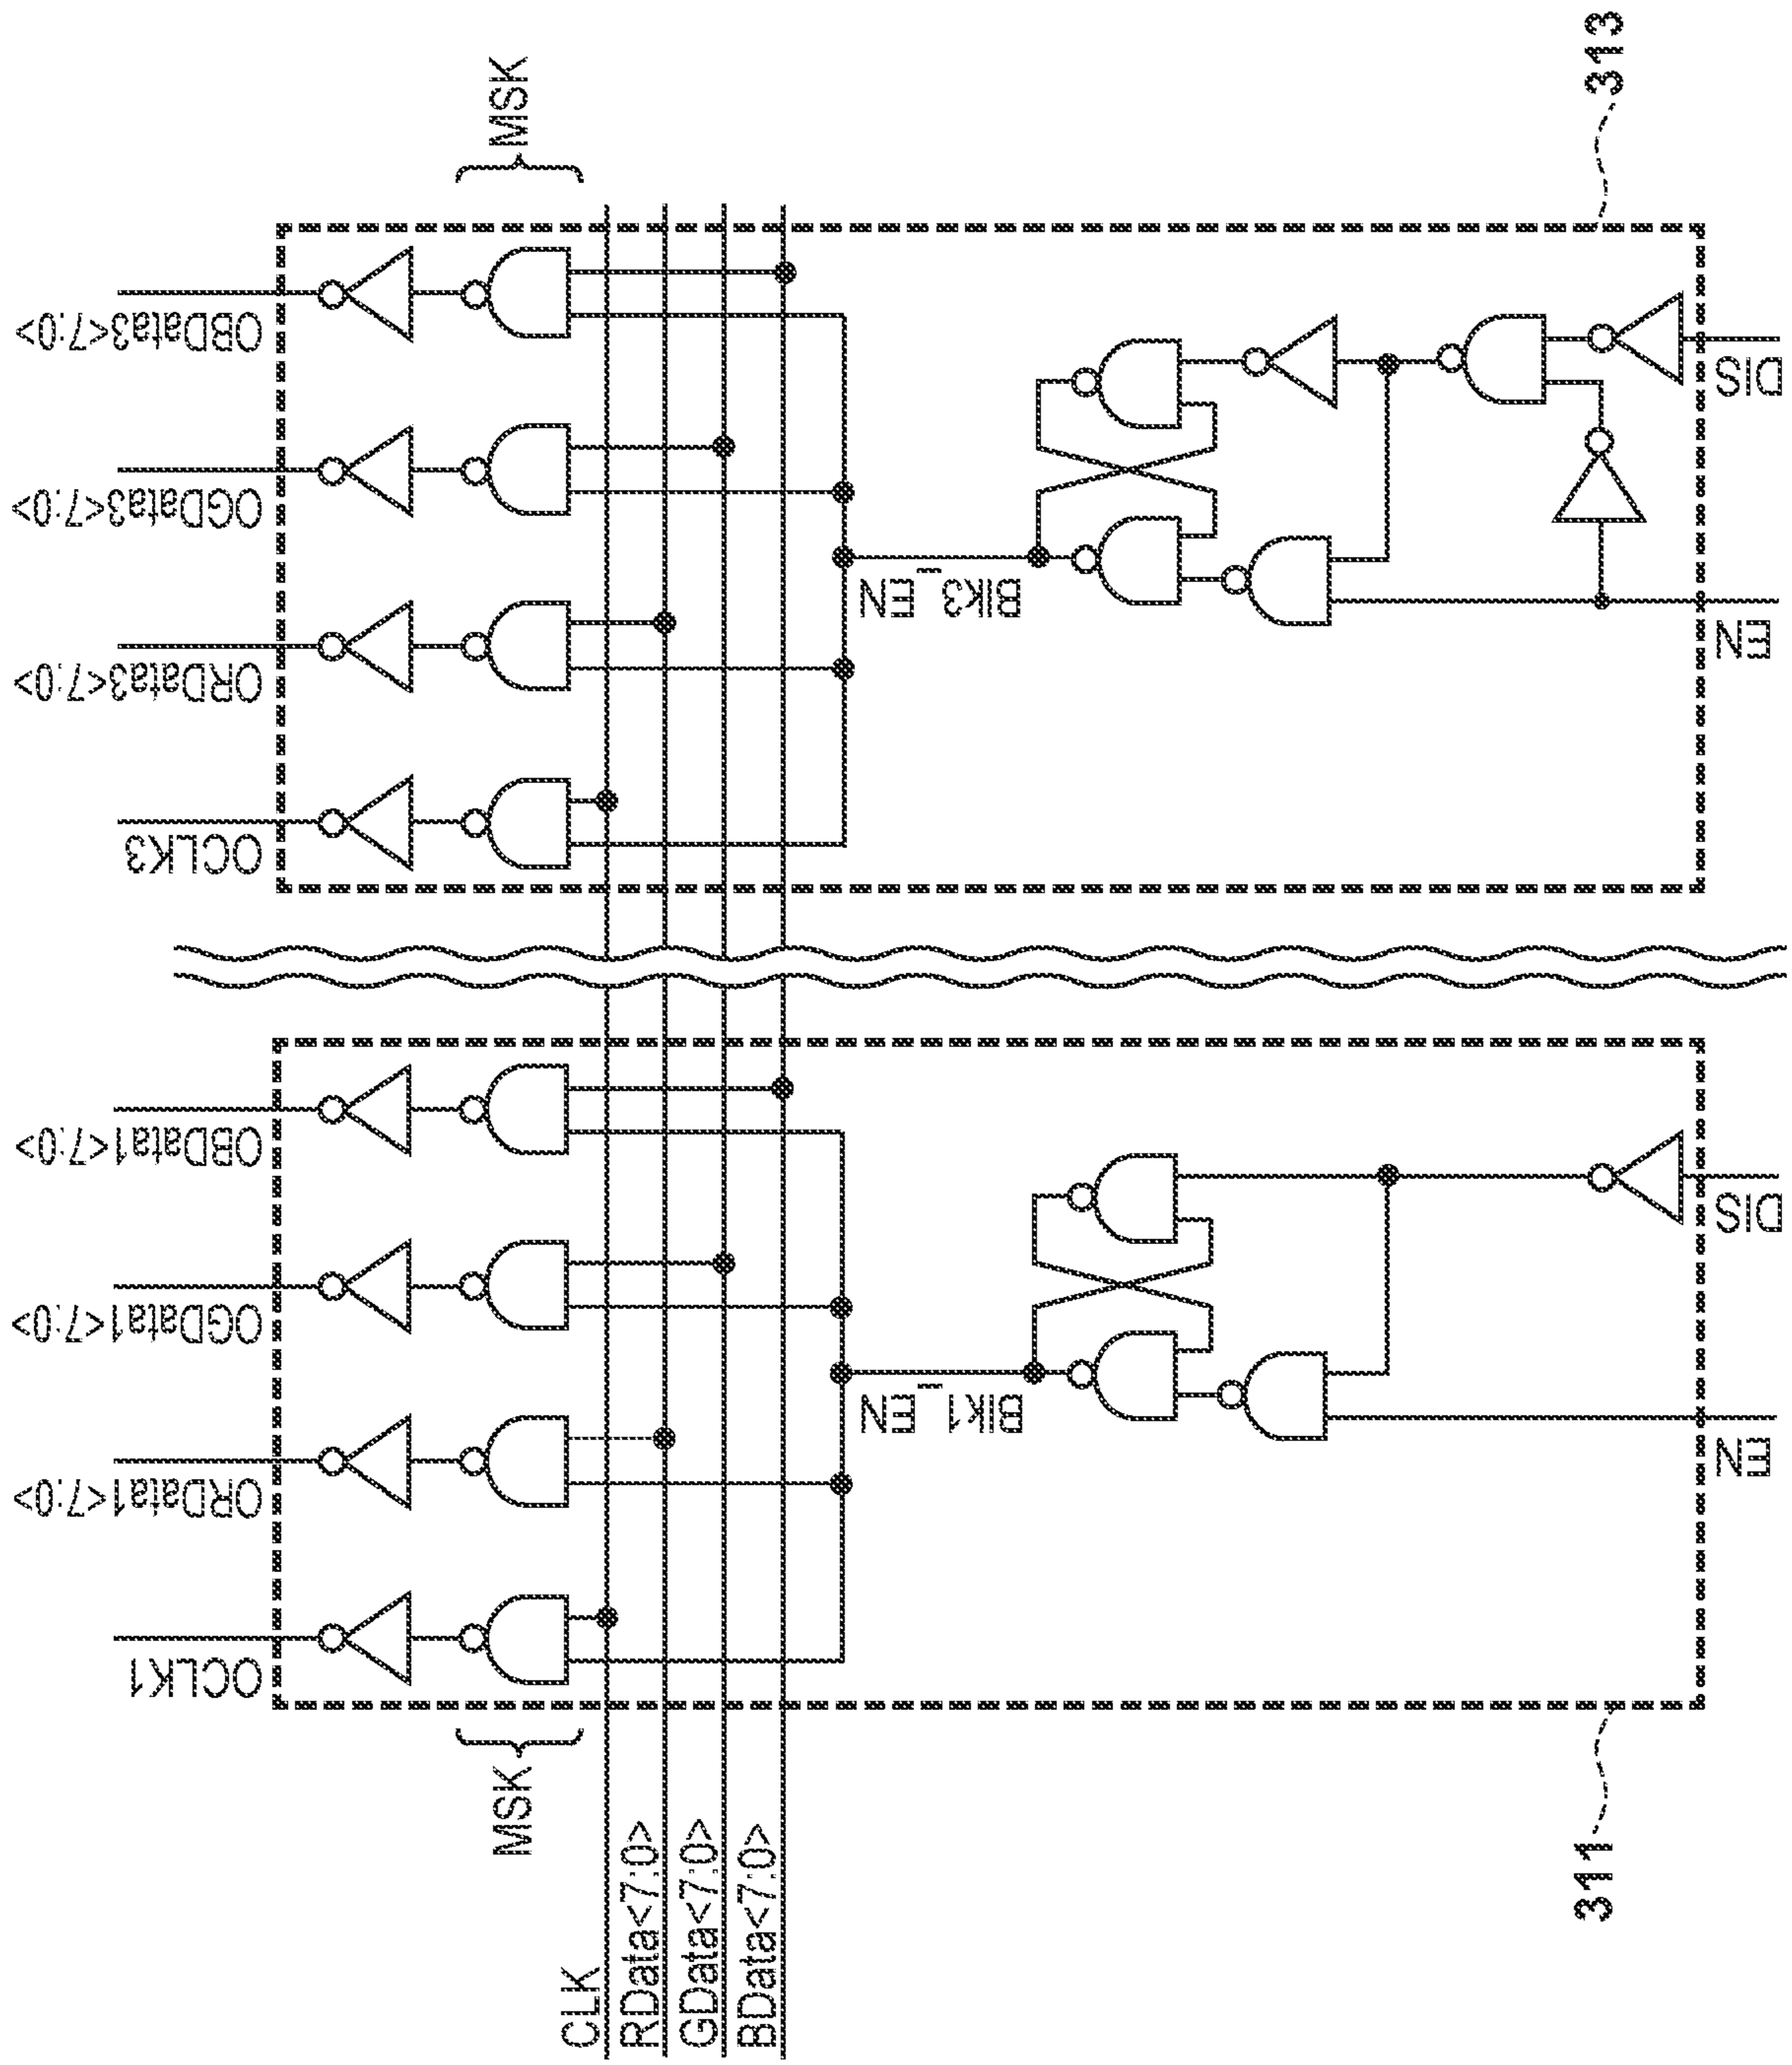 MSK
313
OBData3<7:0>
OGData3<7:0>
ORData3<7:0>
OCLK3
Blk3_EN
DIS
EN
OBData1<7:0>
OGData1<7:0>
ORData1<7:0>
OCLK1
Blk1_EN
DIS
EN
MSK
311
CLK
RData<7:0>
GData<7:0>
BData<7:0>